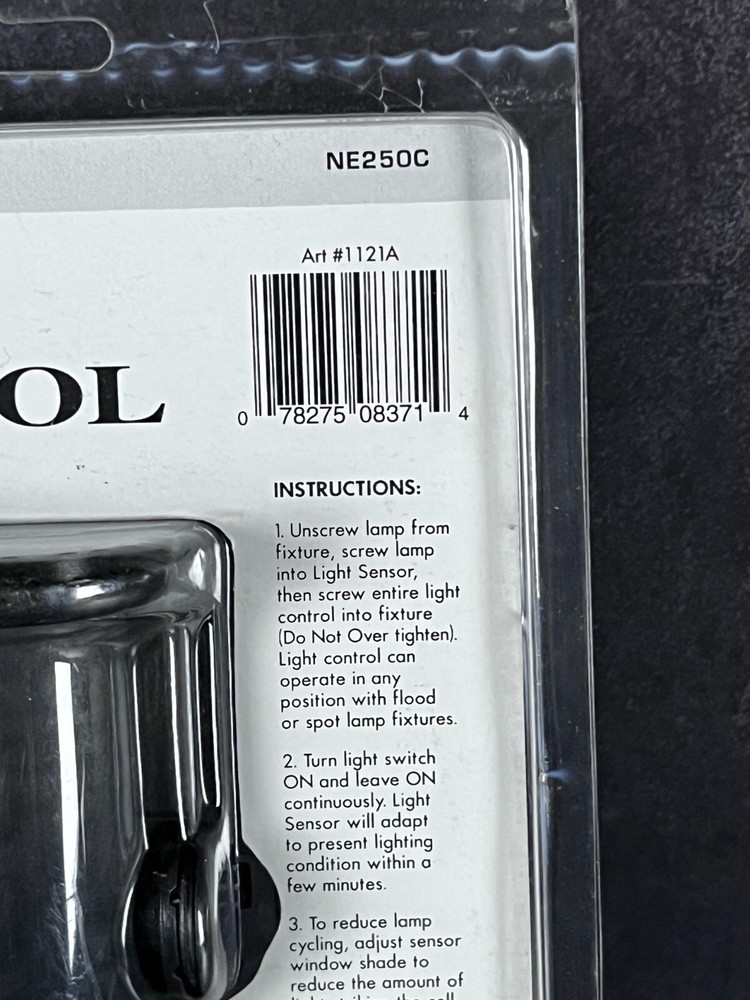 NE250C
Art #1121A
0 78275 08371 4
OL
INSTRUCTIONS:
1. Unscrew lamp from
fixture, screw lamp
into Light Sensor,
then screw entire light
control into fixture
(Do Not Over tighten).
Light control can
operate in any
position with flood
or spot lamp fixtures.
2. Turn light switch
ON and leave ON
continuously. Light
Sensor will adapt
to present lighting
condition within a
few minutes.
3. To reduce lamp
cycling, adjust sensor
window shade to
reduce the amount of